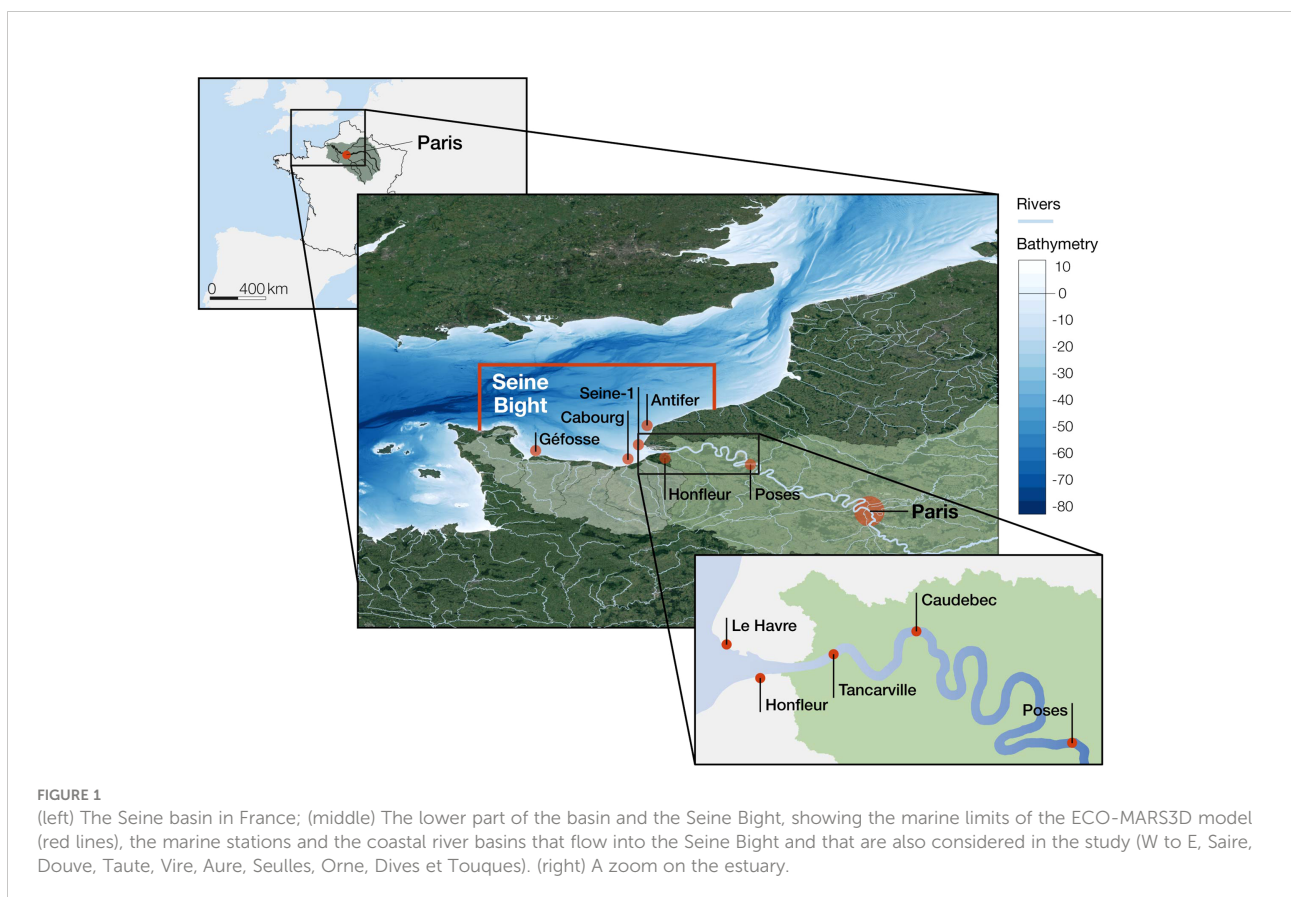 Paris
0 400 km
Rivers
Bathymetry
10
0
-10
-20
-30
-40
-50
-60
-70
-80
Seine
Bight
Seine-1
Antifer
Cabourg
Géfosse
Honfleur
Poses
Paris
Caudebec
Le Havre
Tancarville
Honfleur
Poses
FIGURE 1
(left) The Seine basin in France; (middle) The lower part of the basin and the Seine Bight, showing the marine limits of the ECO-MARS3D model
(red lines), the marine stations and the coastal river basins that flow into the Seine Bight and that are also considered in the study (W to E, Saire,
Douve, Taute, Vire, Aure, Seulles, Orne, Dives et Touques). (right) A zoom on the estuary.